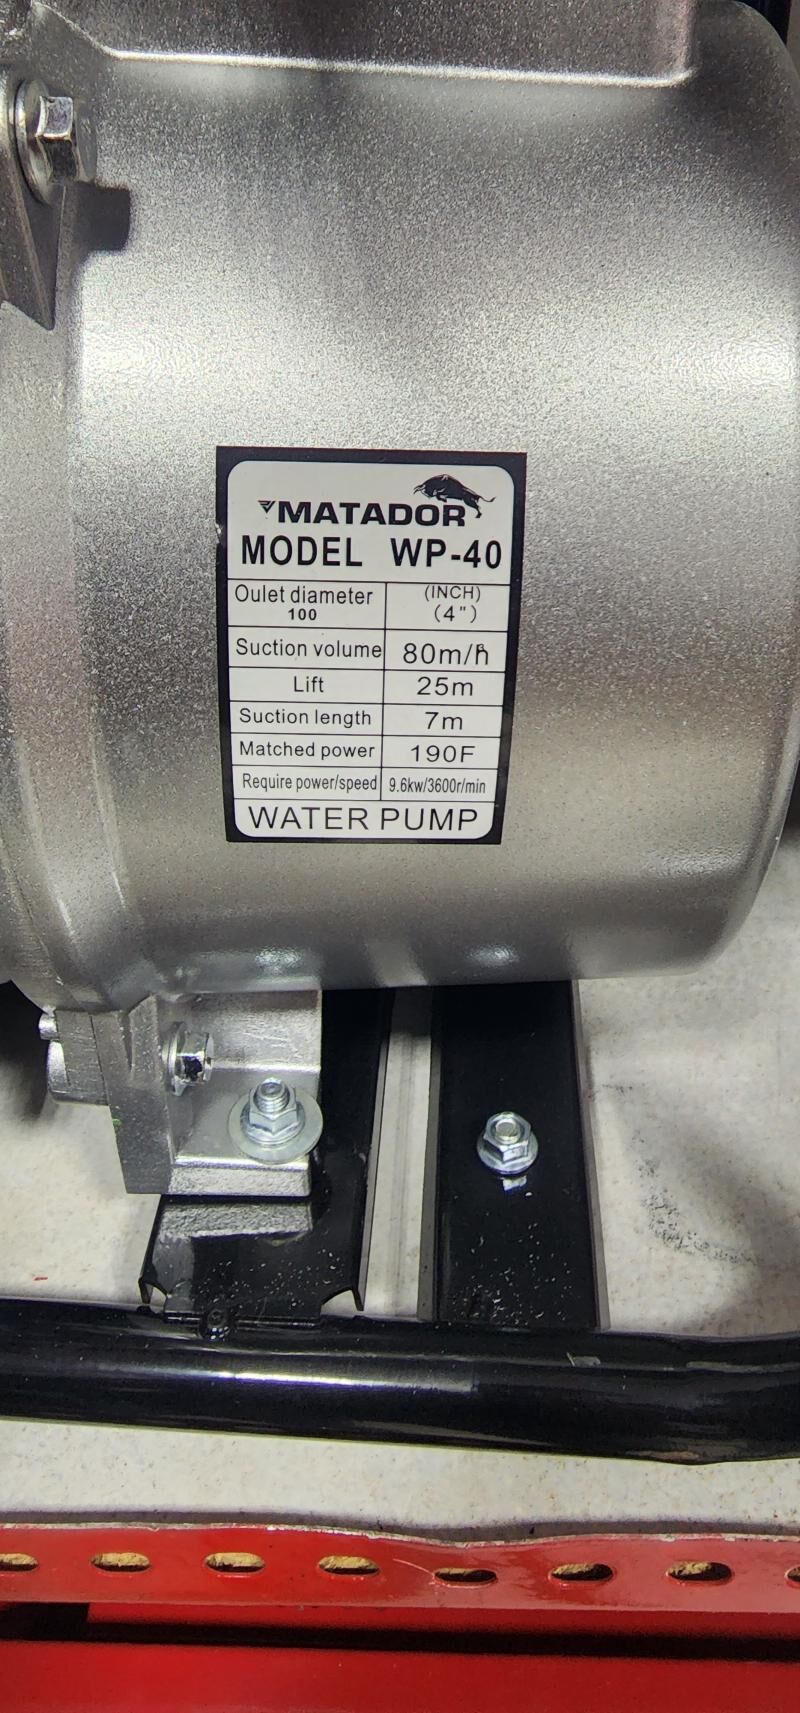 MATADOR
MODEL WP-40
Oulet diameter 100 (INCH) (4")
Suction volume 80m/h
Lift 25m
Suction length 7m
Matched power 190F
Require power/speed 9.6kw/3600r/min
WATER PUMP